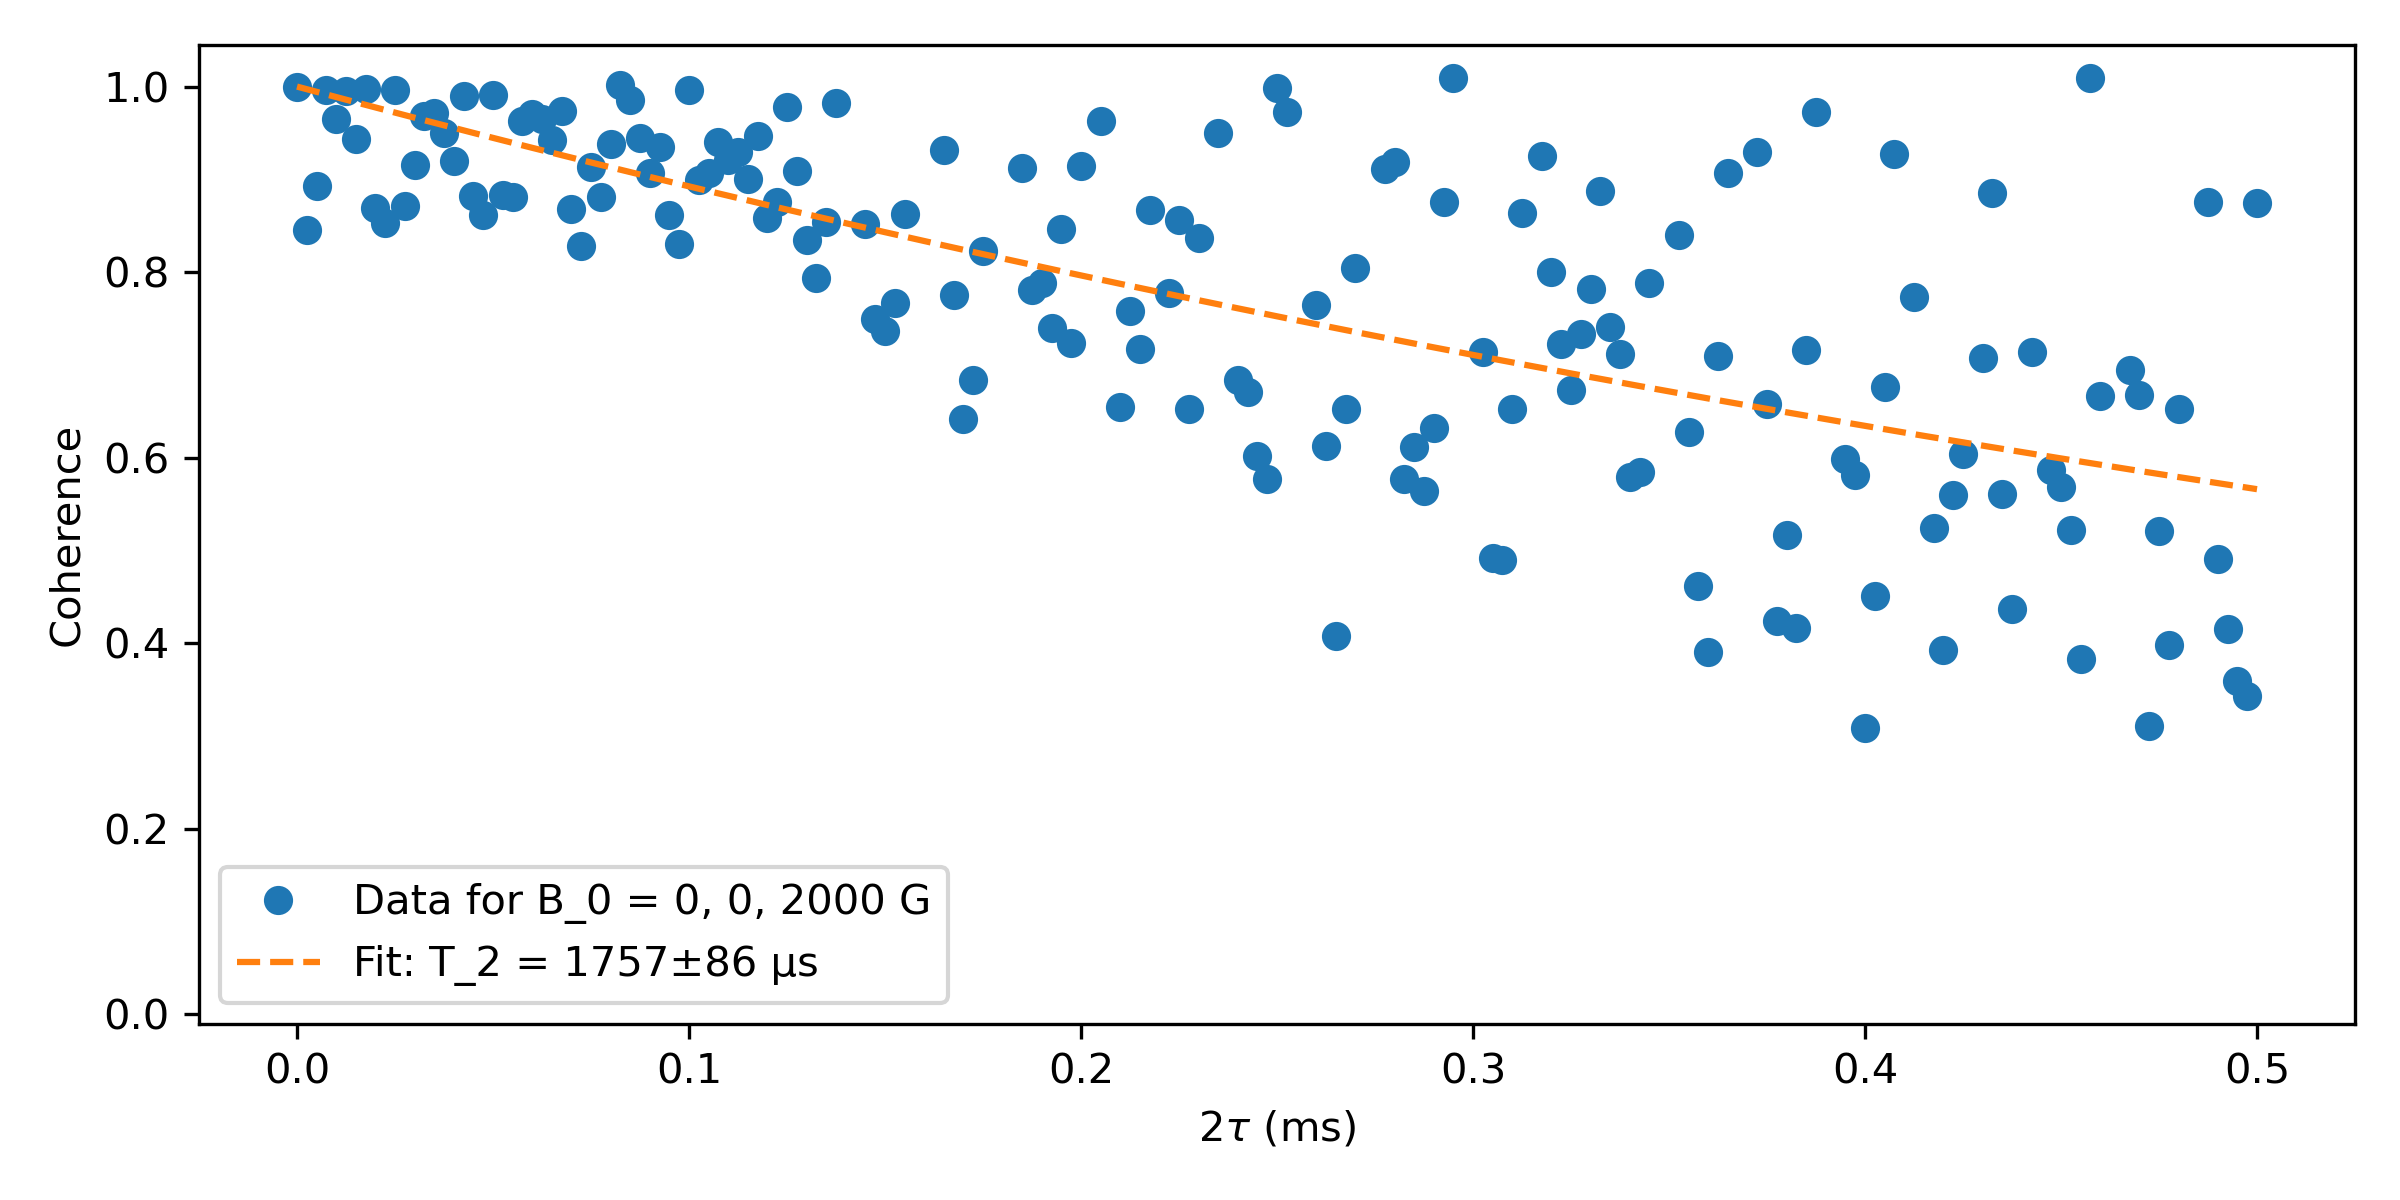 1.0
0.8
0.6
0.4
0.2
0.0
Coherence
Data for B_0 = 0, 0, 2000 G
Fit: T_2 = 1757±86 µs
0.0 0.1 0.2 0.3 0.4 0.5
2τ (ms)